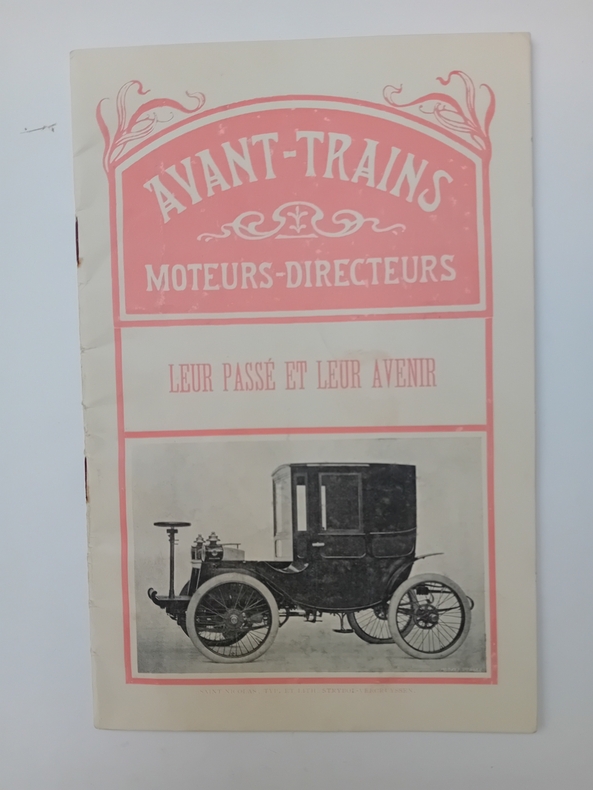 AVANT-TRAINS
MOTEURS-DIRECTEURS
LEUR PASSÉ ET LEUR AVENIR